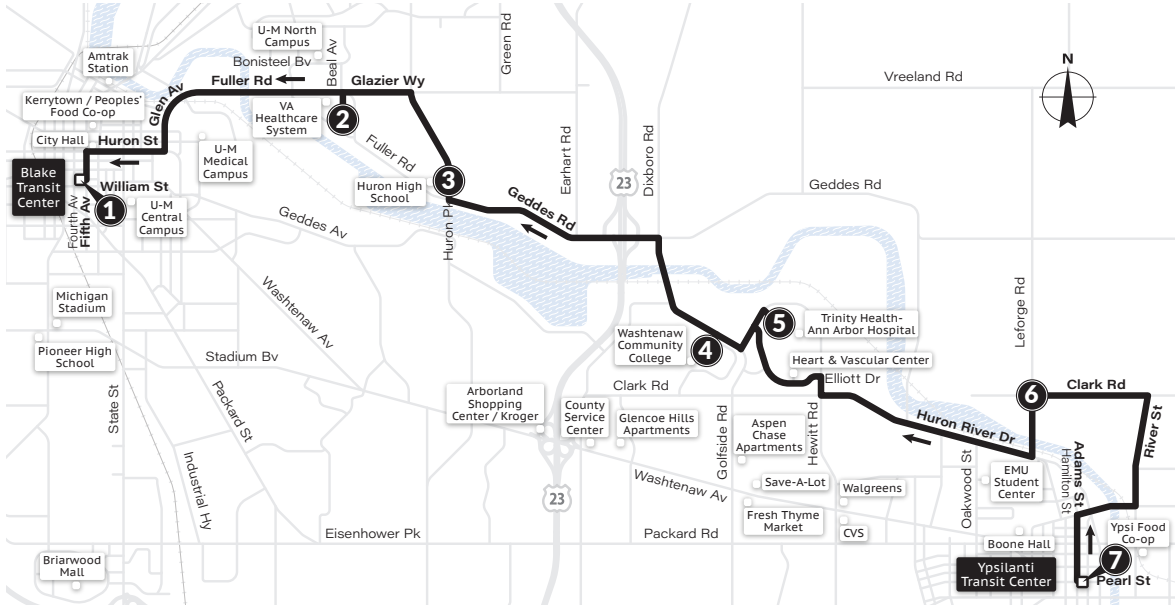 U-M North
Campus
Amtrak
Station
Bonisteel Bv
Beal Av
Green Rd
Fuller Rd
Glazier Wy
Vreeland Rd
N
Kerrytown / Peoples'
Food Co-op
Glen Av
VA
Healthcare
System
2
City Hall
Huron St
U-M
Medical
Campus
Fuller Rd
Earhart Rd
Dixboro Rd
Blake
Transit
Center
William St
1
Fourth Av
Fifth Av
U-M
Central
Campus
Huron High
School
3
23
Geddes Rd
Geddes Rd
Geddes Av
Huron Pk
Michigan
Stadium
Washtenaw Av
Leforge Rd
Pioneer High
School
Stadium Bv
Washtenaw
Community
College
4
5
Trinity Health-
Ann Arbor Hospital
Heart & Vascular Center
Elliott Dr
State St
Packard St
Arborland
Shopping
Center / Kroger
Clark Rd
6
Clark Rd
County
Service
Center
Glencoe Hills
Apartments
Golfside Rd
Aspen
Chase
Apartments
Hewitt Rd
Huron River Dr
River St
Industrial Hy
Washtenaw Av
Save-A-Lot
Walgreens
Oakwood St
EMU
Student
Center
Hamilton St
Adams St
23
Fresh Thyme
Market
CVS
Eisenhower Pk
Packard Rd
Boone Hall
Ypsi Food
Co-op
Briarwood
Mall
Ypsilanti
Transit Center
7
Pearl St